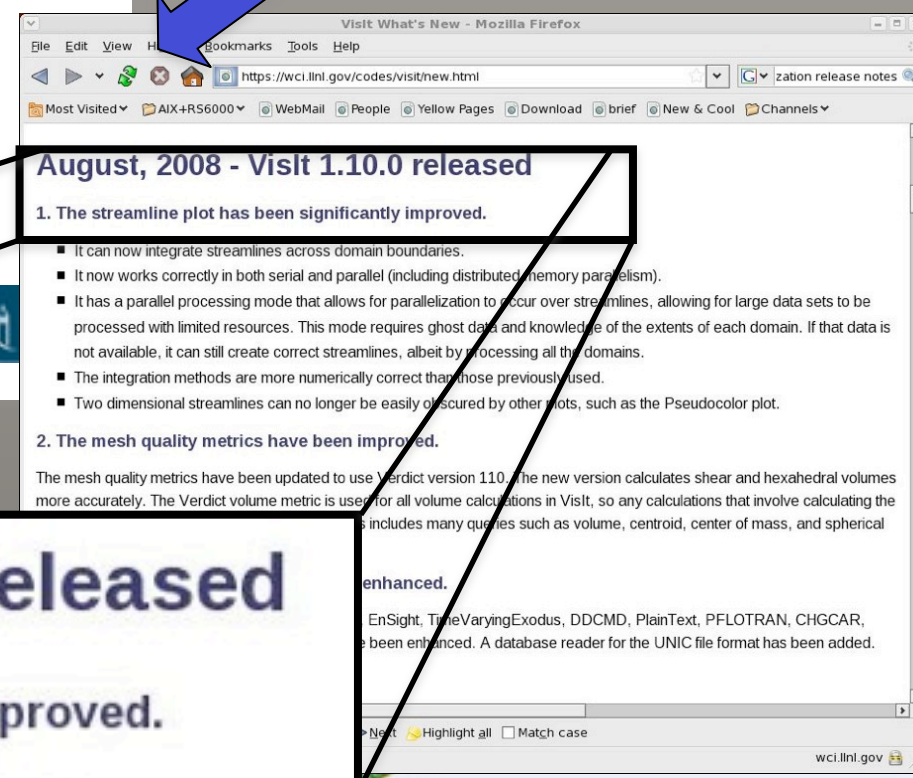 VisIt What's New - Mozilla Firefox
File Edit View Bookmarks Tools Help
https://wci.llnl.gov/codes/visit/new.html
zation release notes
Most Visited AIX+RS6000 WebMail People Yellow Pages Download brief New & Cool Channels
August, 2008 - VisIt 1.10.0 released
1. The streamline plot has been significantly improved.
It can now integrate streamlines across domain boundaries.
It now works correctly in both serial and parallel (including distributed memory parallelism).
It has a parallel processing mode that allows for parallelization to occur over streamlines, allowing for large data sets to be
processed with limited resources. This mode requires ghost data and knowledge of the extents of each domain. If that data is
not available, it can still create correct streamlines, albeit by processing all the domains.
The integration methods are more numerically correct than those previously used.
Two dimensional streamlines can no longer be easily obscured by other plots, such as the Pseudocolor plot.
2. The mesh quality metrics have been improved.
The mesh quality metrics have been updated to use Verdict version 110. The new version calculates shear and hexahedral volumes
more accurately. The Verdict volume metric is used for all volume calculations in VisIt, so any calculations that involve calculating the
includes many queries such as volume, centroid, center of mass, and spherical
enhanced.
EnSight, TimeVaryingExodus, DDCMD, PlainText, PFLOTRAN, CHGCAR,
been enhanced. A database reader for the UNIC file format has been added.
eleased
proved.
Next Highlight all Match case
wci.llnl.gov